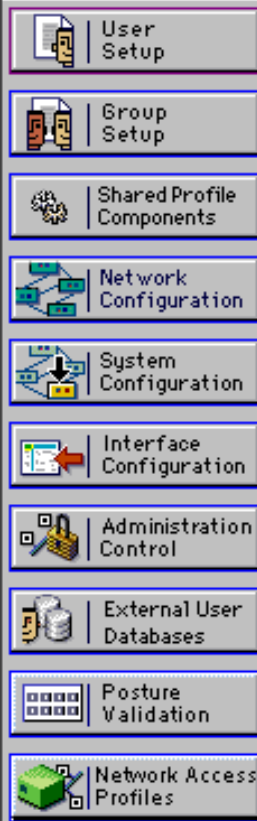 User
Setup
Group
Setup
Shared Profile
Components
Network
Configuration
System
Configuration
Interface
Configuration
Administration
Control
External User
Databases
Posture
Validation
Network Access
Profiles